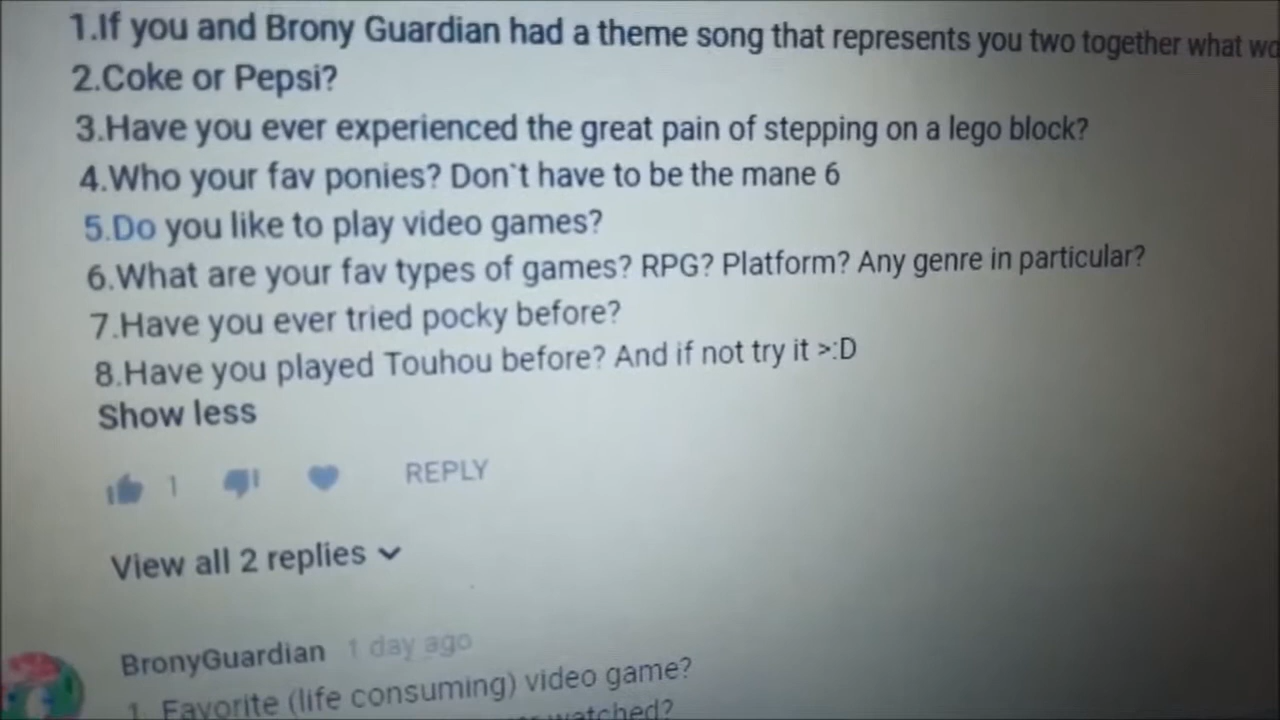 1.If you and Brony Guardian had a theme song that represents you two together what
2.Coke or Pepsi?
3.Have you ever experienced the great pain of stepping on a lego block?
4.Who your fav ponies? Don`t have to be the mane 6
5.Do you like to play video games?
6.What are your fav types of games? RPG? Platform? Any genre in particular?
7.Have you ever tried pocky before?
8.Have you played Touhou before? And if not try it >:D
Show less
1 REPLY
View all 2 replies
BronyGuardian 1 day ago
1. Favorite (life consuming) video game?
watched?